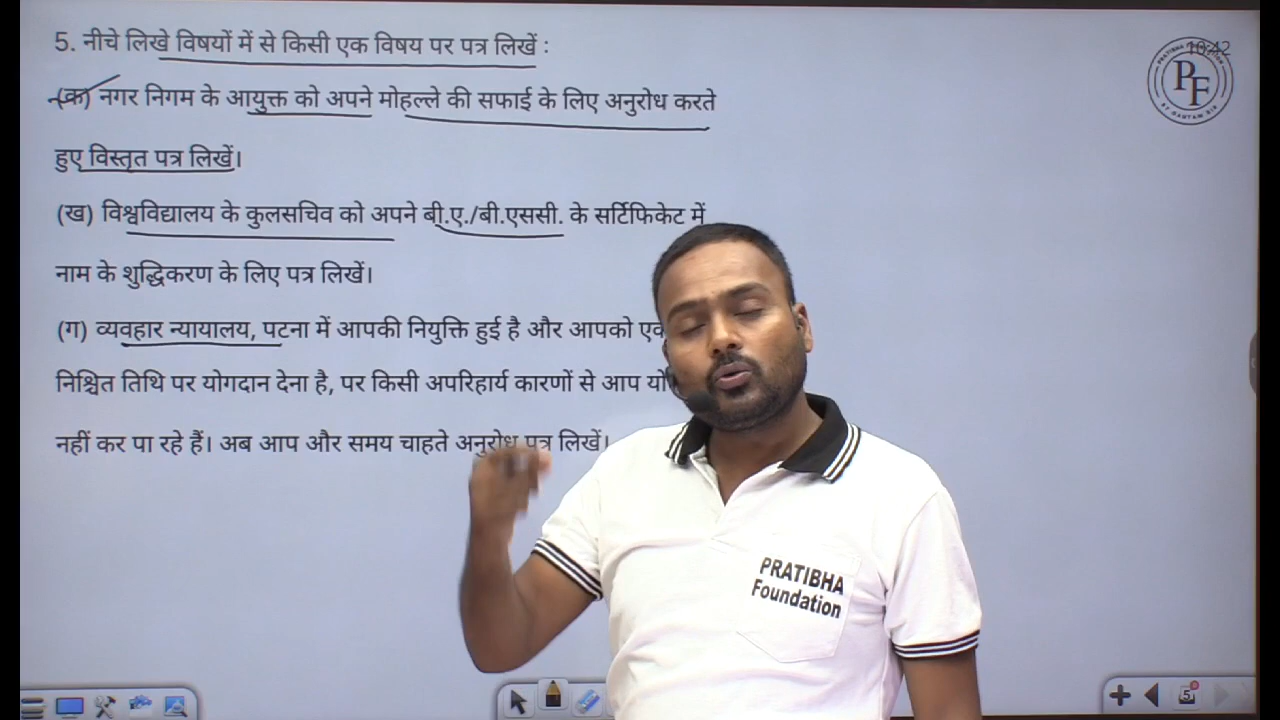 5. नीचे लिखे विषयों में से किसी एक विषय पर पत्र लिखें :
10:42
(क) नगर निगम के आयुक्त को अपने मोहल्ले की सफाई के लिए अनुरोध करते
PF
हुए विस्तृत पत्र लिखें।
(ख) विश्वविद्यालय के कुलसचिव को अपने बी.ए./बी.एससी. के सर्टिफिकेट में
नाम के शुद्धिकरण के लिए पत्र लिखें।
(ग) व्यवहार न्यायालय, पटना में आपकी नियुक्ति हुई है और आपको
निश्चित तिथि पर योगदान देना है, पर किसी अपरिहार्य कारणों से आप
नहीं कर पा रहे हैं। अब आप और समय चाहते अनुरोध पत्र लिखें।
PRATIBHA
Foundation
5